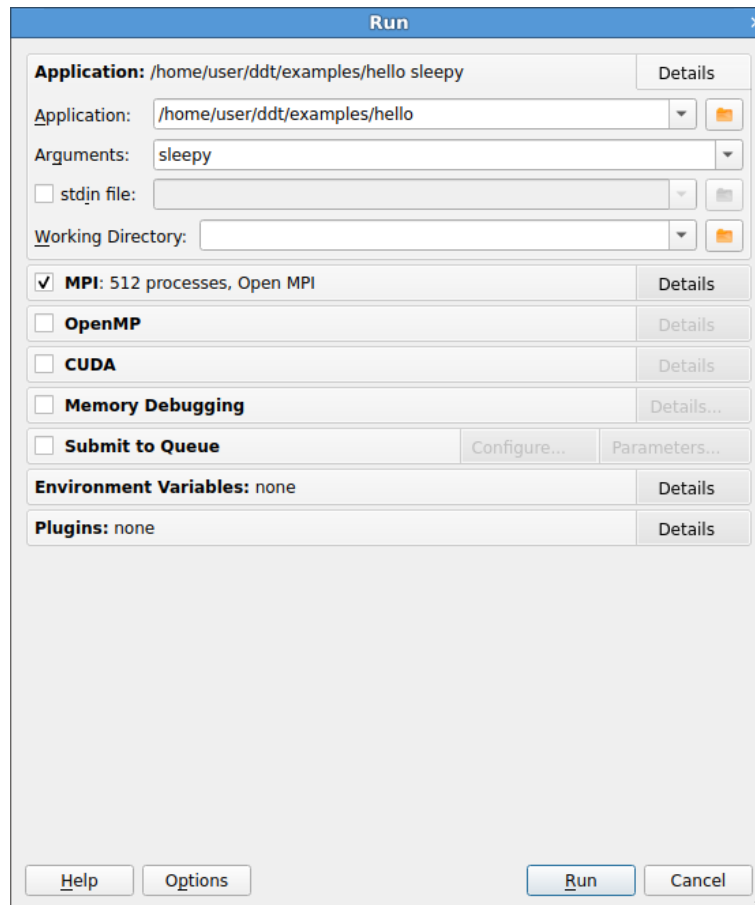 Run
Application: /home/user/ddt/examples/hello sleepy Details
Application: /home/user/ddt/examples/hello
Arguments: sleepy
stdin file:
Working Directory:
MPI: 512 processes, Open MPI Details
OpenMP Details
CUDA Details
Memory Debugging Details...
Submit to Queue Configure... Parameters...
Environment Variables: none Details
Plugins: none Details
Help Options Run Cancel